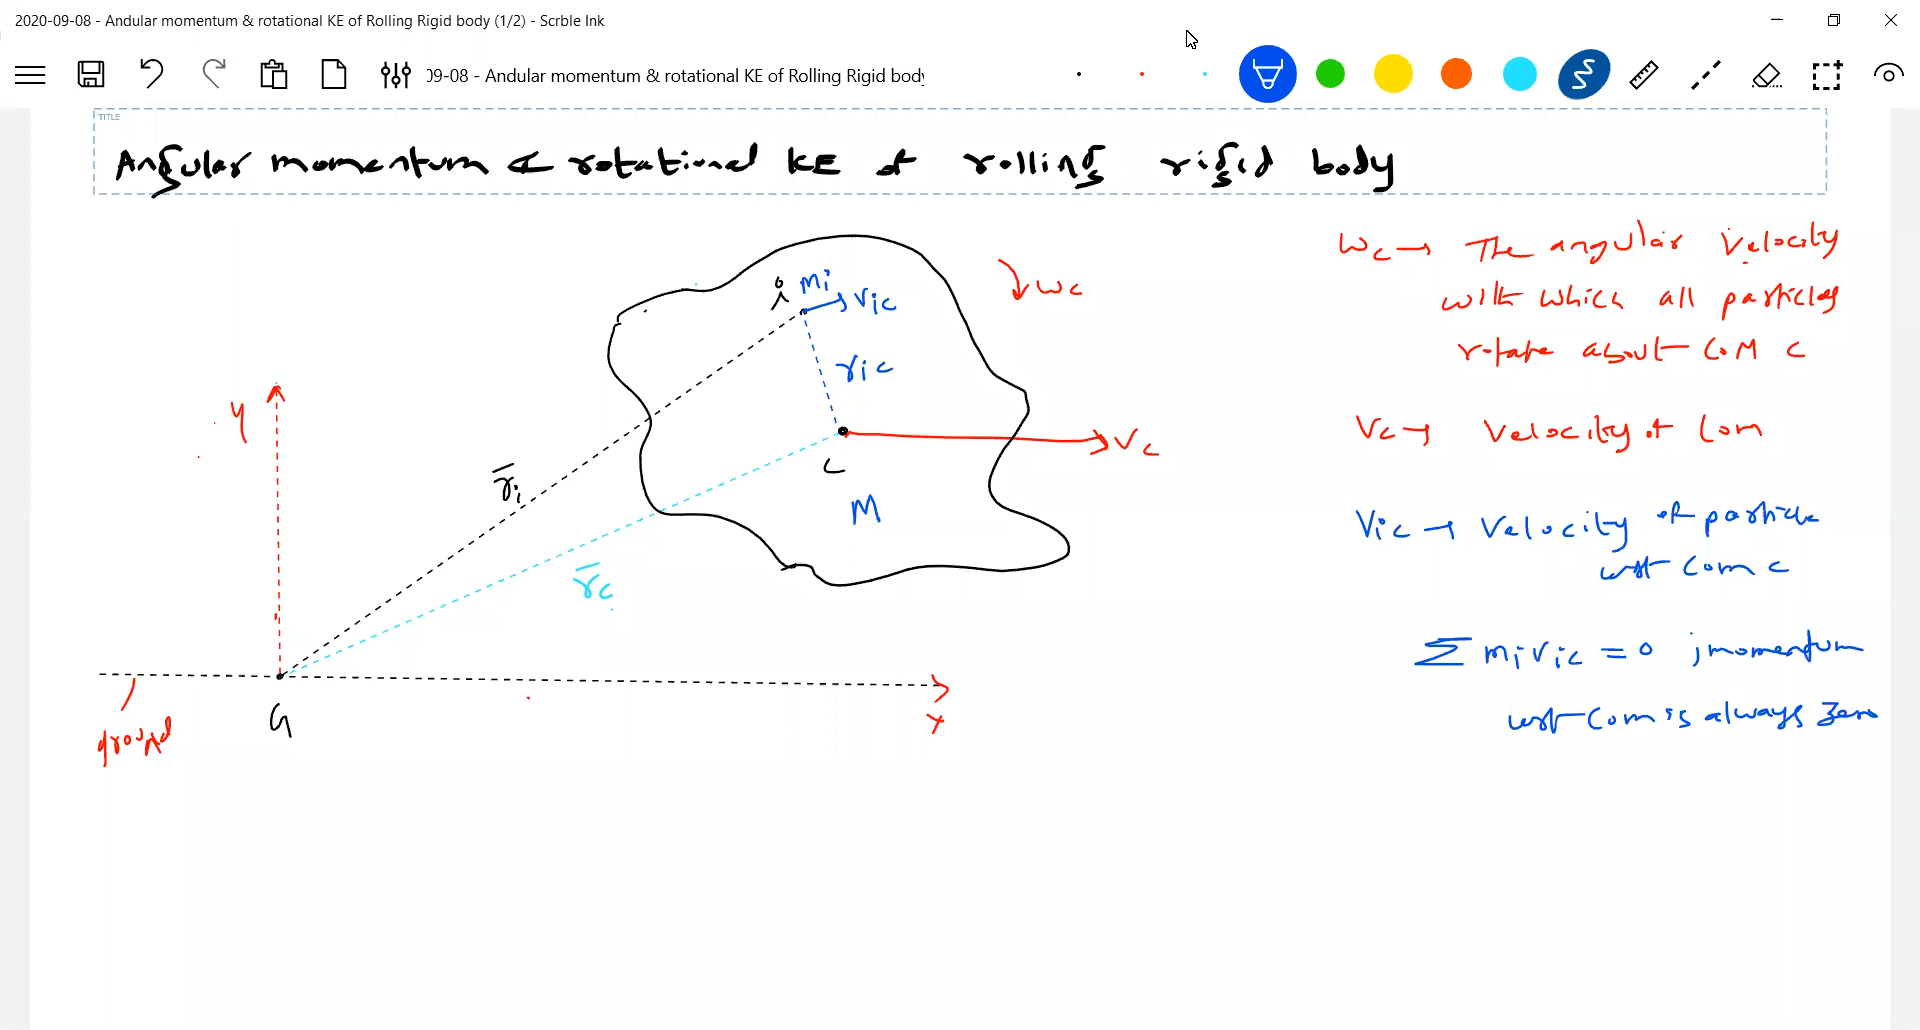 2020-09-08 - Andular momentum & rotational KE of Rolling Rigid body (1/2) - Scrble Ink
09-08 - Andular momentum & rotational KE of Rolling Rigid body
TITLE
Angular momentum & rotational KE of rolling rigid body
ωc → The angular velocity
with which all particles
rotate about COM C
i mi vic
ωc
ric
y
vc
vc → velocity of com
C
r̄i
M
vic → velocity of particle
wrt com c
r̄c
Σ mi vic = 0 ; momentum
wrt com is always zero
G
x
ground